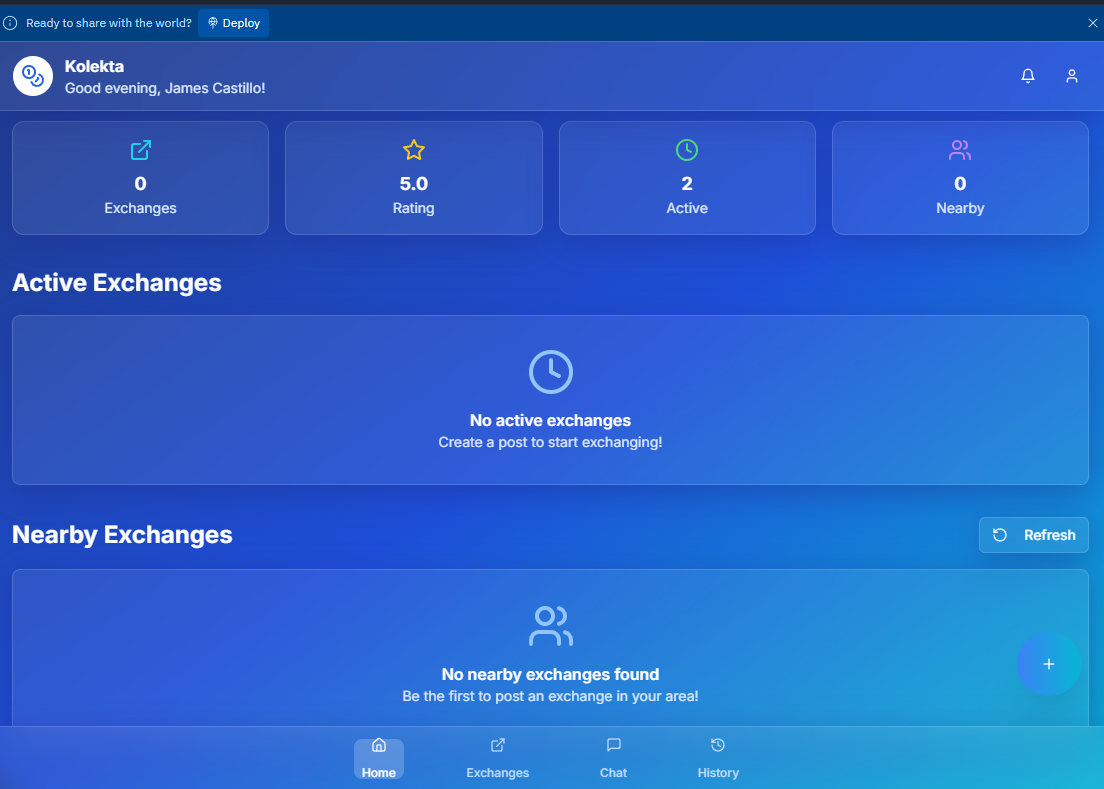 Ready to share with the world? Deploy
Kolekta
Good evening, James Castillo!
0
Exchanges
5.0
Rating
2
Active
0
Nearby
Active Exchanges
No active exchanges
Create a post to start exchanging!
Nearby Exchanges
Refresh
No nearby exchanges found
Be the first to post an exchange in your area!
Home
Exchanges
Chat
History